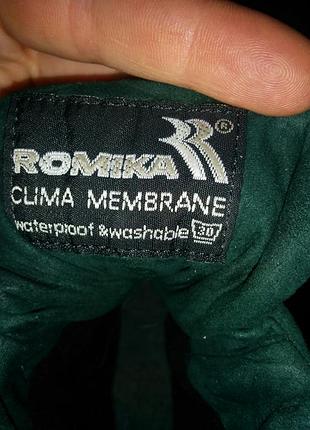 ROMIKA ®
CLIMA MEMBRANE
waterproof & washable 30